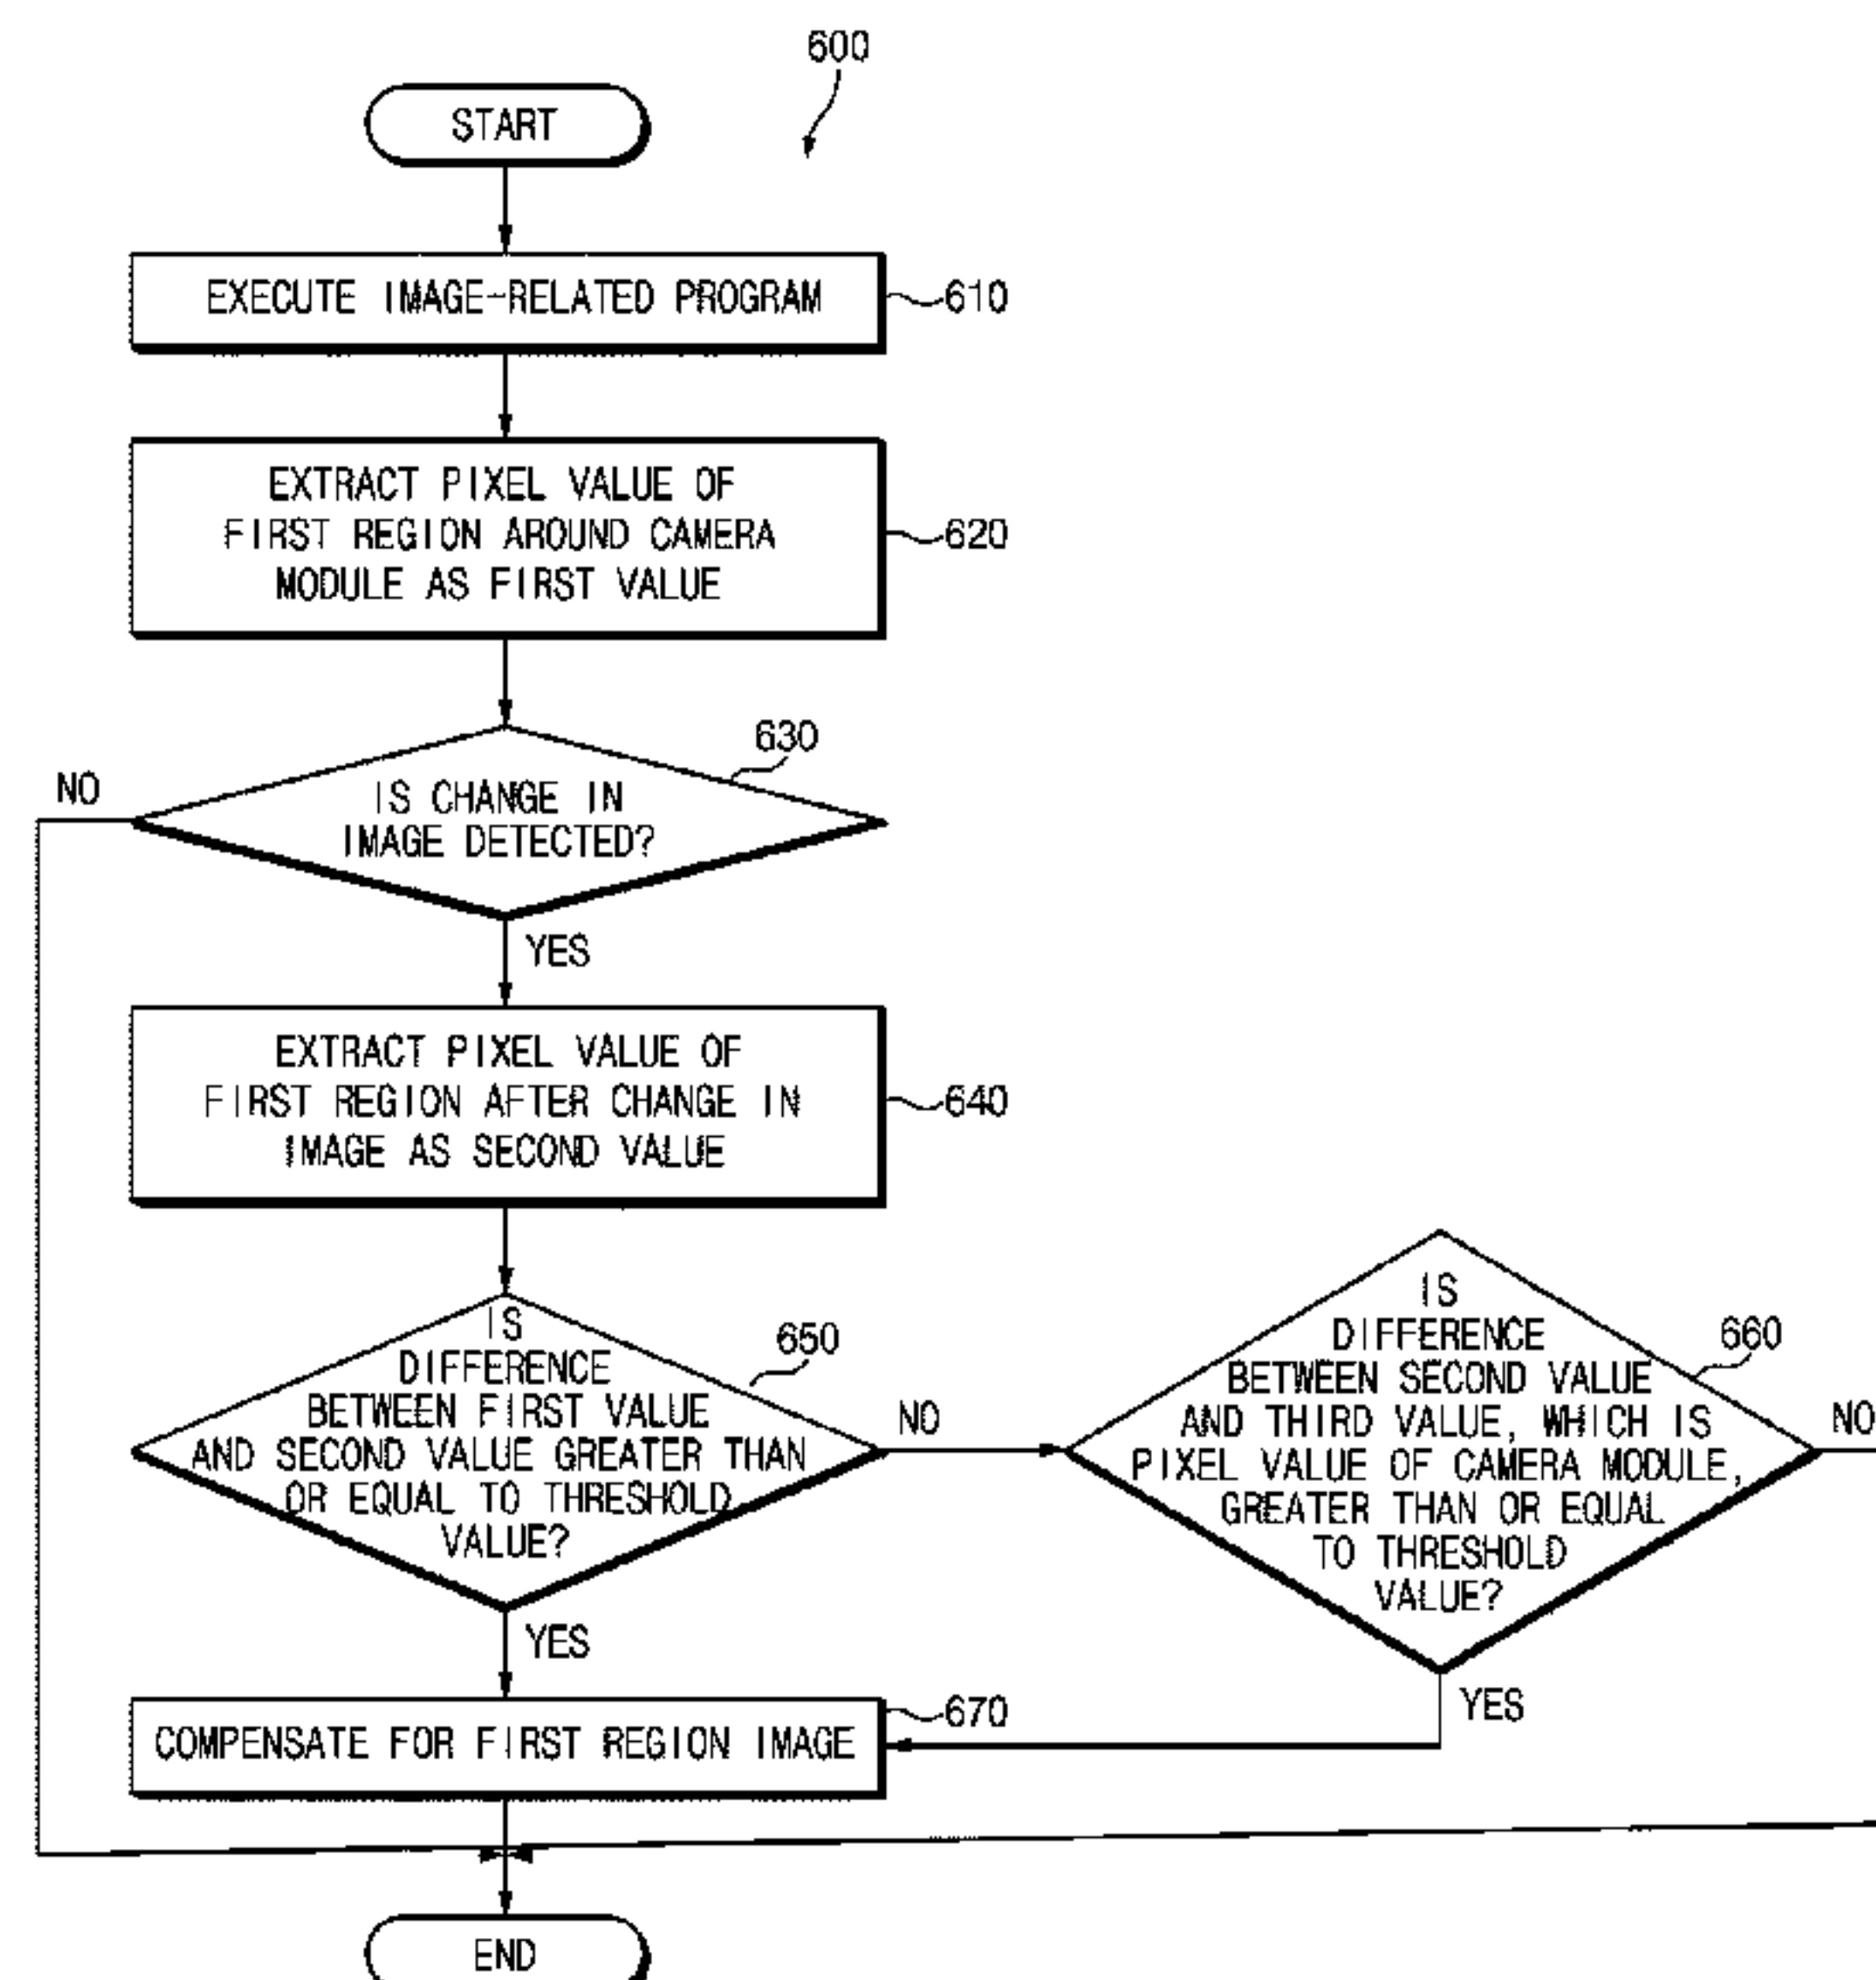 600
START
EXECUTE IMAGE-RELATED PROGRAM
610
EXTRACT PIXEL VALUE OF
FIRST REGION AROUND CAMERA
MODULE AS FIRST VALUE
620
630
NO
IS CHANGE IN
IMAGE DETECTED?
YES
EXTRACT PIXEL VALUE OF
FIRST REGION AFTER CHANGE IN
IMAGE AS SECOND VALUE
640
IS
DIFFERENCE
BETWEEN FIRST VALUE
AND SECOND VALUE GREATER THAN
OR EQUAL TO THRESHOLD
VALUE?
650
NO
YES
IS
DIFFERENCE
BETWEEN SECOND VALUE
AND THIRD VALUE, WHICH IS
PIXEL VALUE OF CAMERA MODULE,
GREATER THAN OR EQUAL
TO THRESHOLD
VALUE?
660
NO
YES
COMPENSATE FOR FIRST REGION IMAGE
670
END